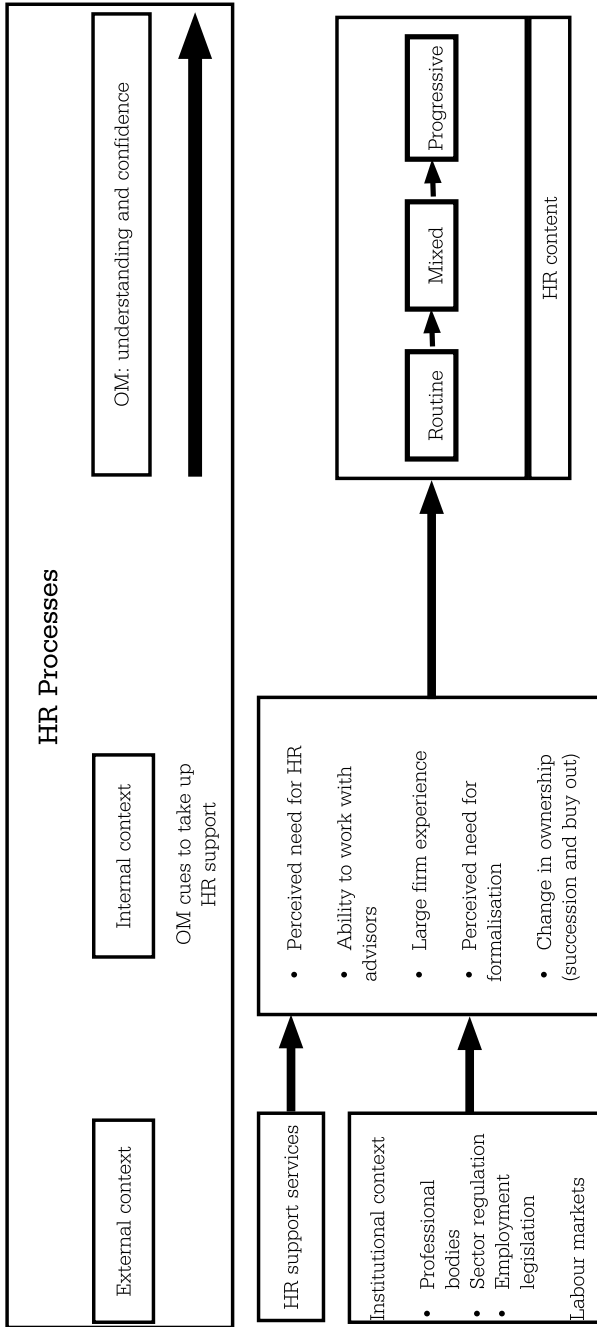 HR Processes
External context
Internal context
OM: understanding and confidence
OM cues to take up
HR support
HR support services
Institutional context
• Professional
bodies
• Sector regulation
• Employment
legislation
Labour markets
• Perceived need for HR
• Ability to work with
advisors
• Large firm experience
• Perceived need for
formalisation
• Change in ownership
(succession and buy out)
Routine
Mixed
Progressive
HR content